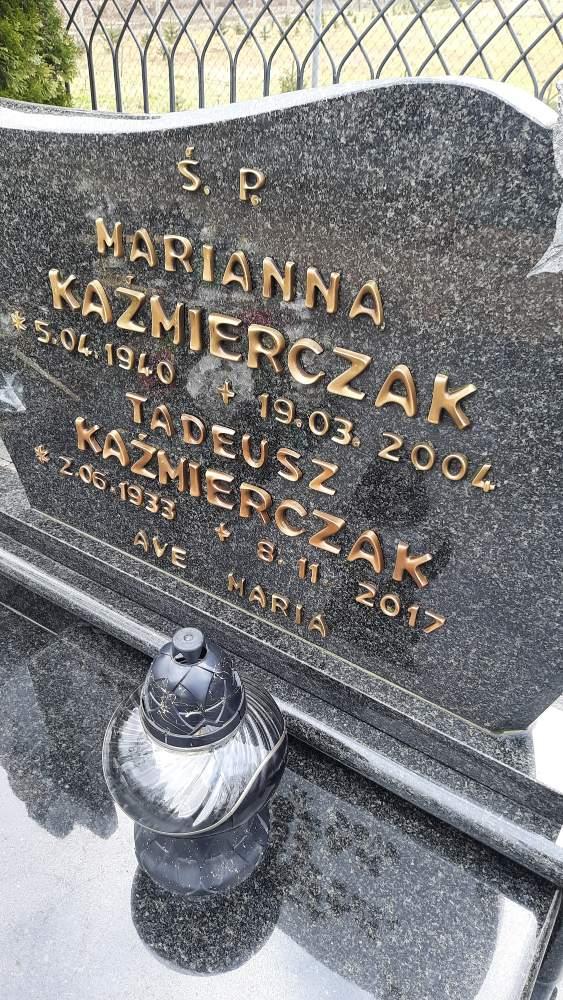 Ś. P.
MARIANNA
KAŹMIERCZAK
* 5.04.1940 + 19.03.2004
TADEUSZ
KAŹMIERCZAK
* 2.06.1933 + 8.11.2017
AVE MARIA